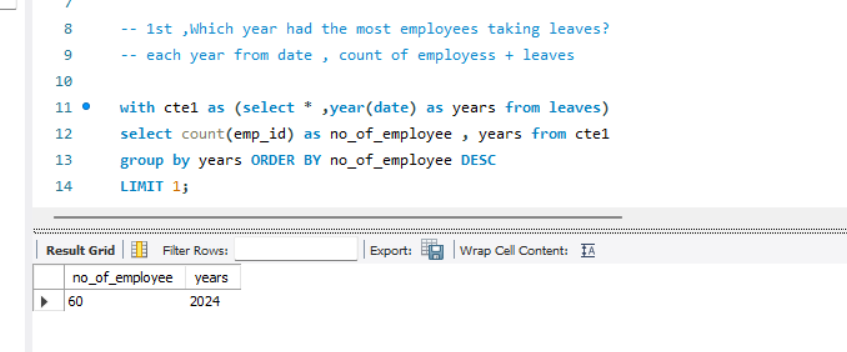 7
8 -- 1st ,Which year had the most employees taking leaves?
9 -- each year from date , count of employess + leaves
10
11 with cte1 as (select * ,year(date) as years from leaves)
12 select count(emp_id) as no_of_employee , years from cte1
13 group by years ORDER BY no_of_employee DESC
14 LIMIT 1;
Result Grid Filter Rows: Export: Wrap Cell Content: IA
no_of_employee years
60 2024